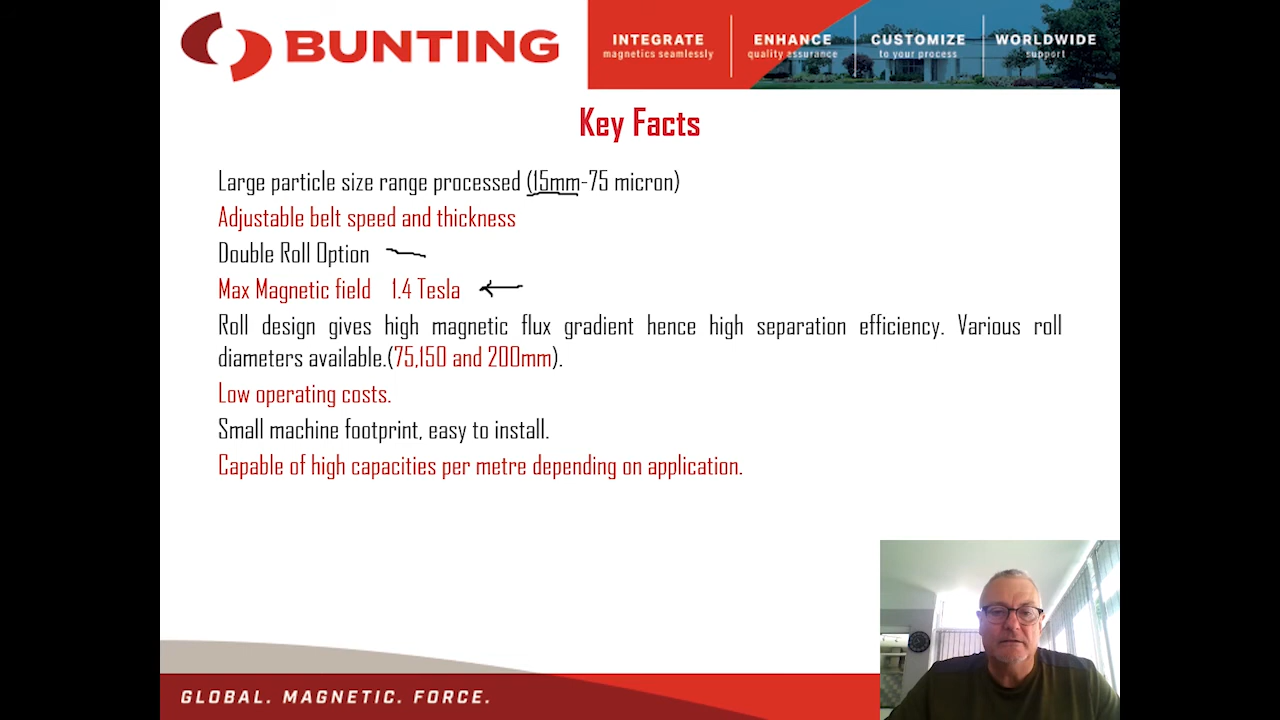 BUNTING
INTEGRATE
magnetics seamlessly
ENHANCE
quality assurance
CUSTOMIZE
to your process
WORLDWIDE
support
Key Facts
Large particle size range processed (15mm-75 micron)
Adjustable belt speed and thickness
Double Roll Option
Max Magnetic field 1.4 Tesla
Roll design gives high magnetic flux gradient hence high separation efficiency. Various roll
diameters available.(75,150 and 200mm).
Low operating costs.
Small machine footprint, easy to install.
Capable of high capacities per metre depending on application.
GLOBAL. MAGNETIC. FORCE.